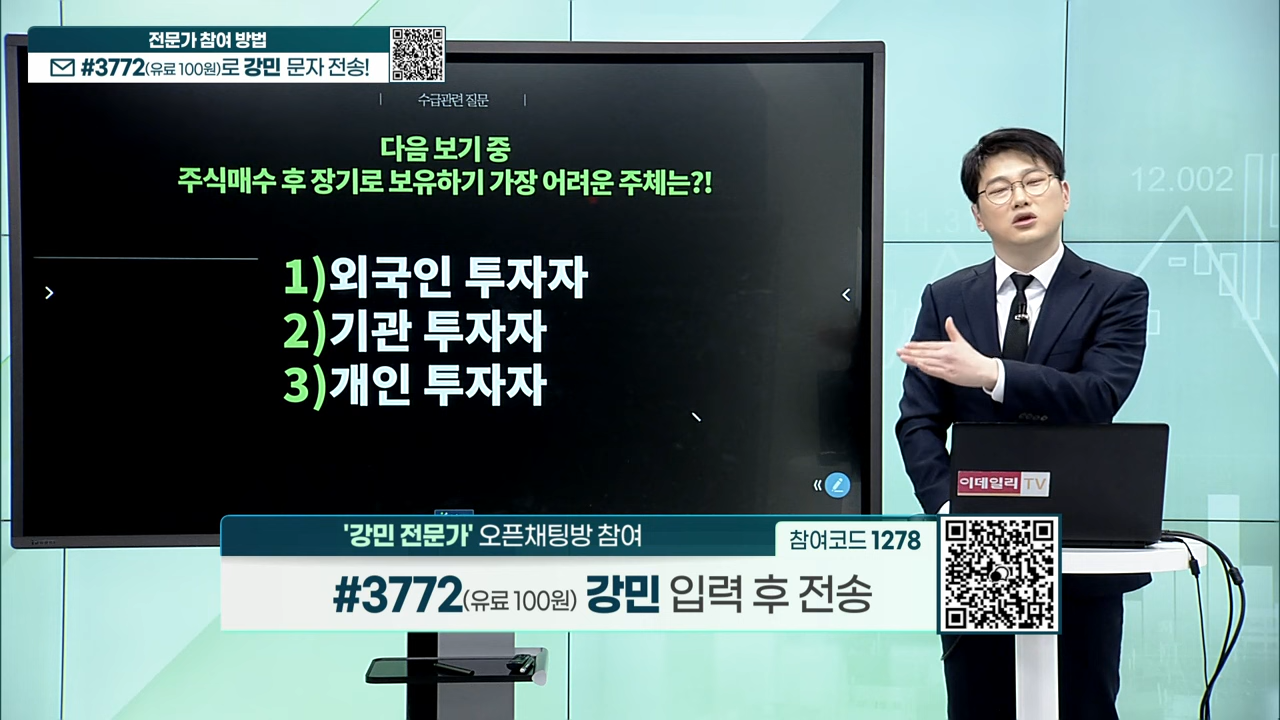 전문가 참여 방법
#3772(유료 100원)로 강민 문자 전송!
수급관련 질문
다음 보기 중
주식매수 후 장기로 보유하기 가장 어려운 주체는?!
1)외국인 투자자
2)기관 투자자
3)개인 투자자
12.002
이데일리TV
'강민 전문가' 오픈채팅방 참여
참여코드 1278
#3772(유료 100원) 강민 입력 후 전송